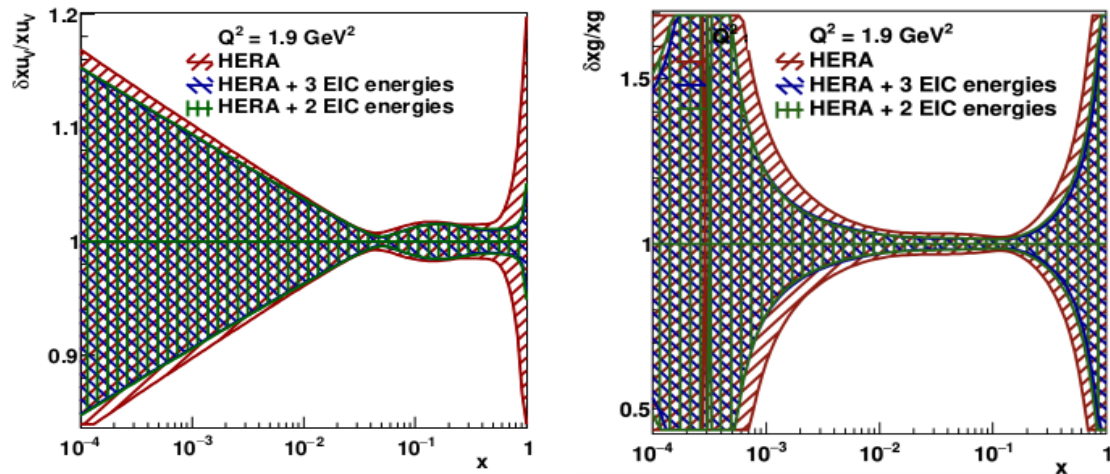 δxu_v/xu_v
1.2
1.1
1
0.9
Q² = 1.9 GeV²
HERA
HERA + 3 EIC energies
HERA + 2 EIC energies
10⁻⁴
10⁻³
10⁻²
10⁻¹
1
x
δxg/xg
1.5
1
0.5
Q²
Q² = 1.9 GeV²
HERA
HERA + 3 EIC energies
HERA + 2 EIC energies
10⁻⁴
10⁻³
10⁻²
10⁻¹
1
x